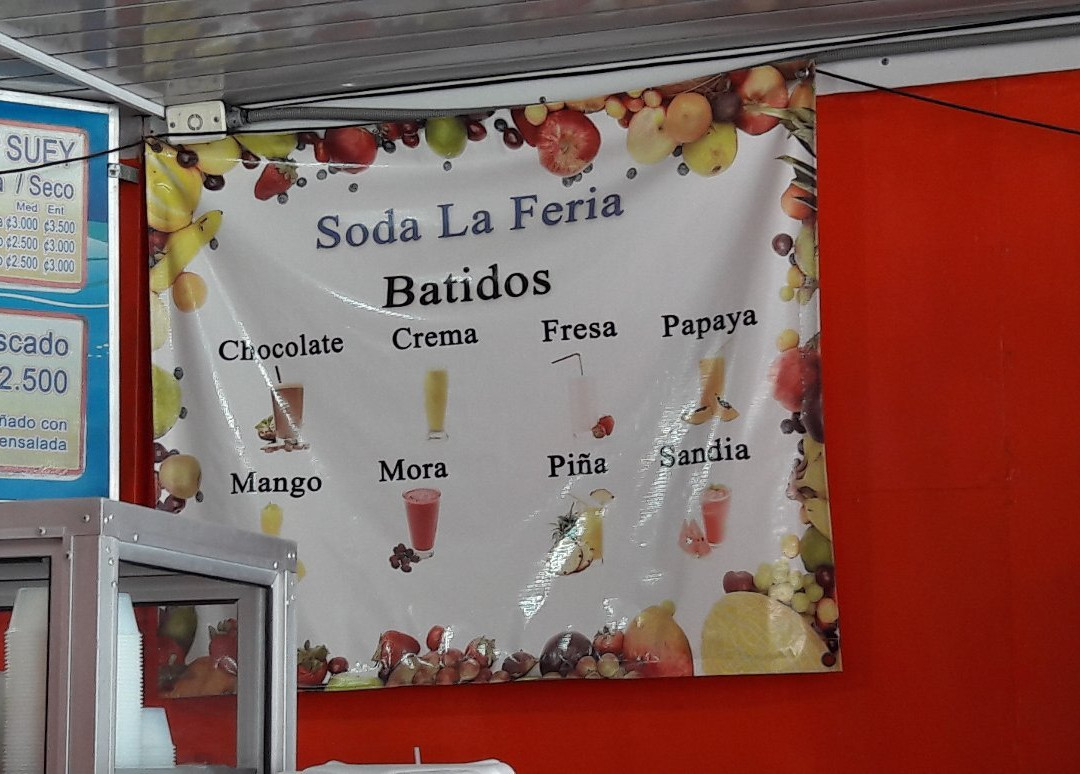 SUEY
/ Seco
Med Ent
¢3.000 ¢3.500
¢2.500 ¢3.000
¢2.500 ¢3.000
scado
2.500
ñado con
ensalada
Soda La Feria
Batidos
Chocolate Crema Fresa Papaya
Mango Mora Piña Sandia